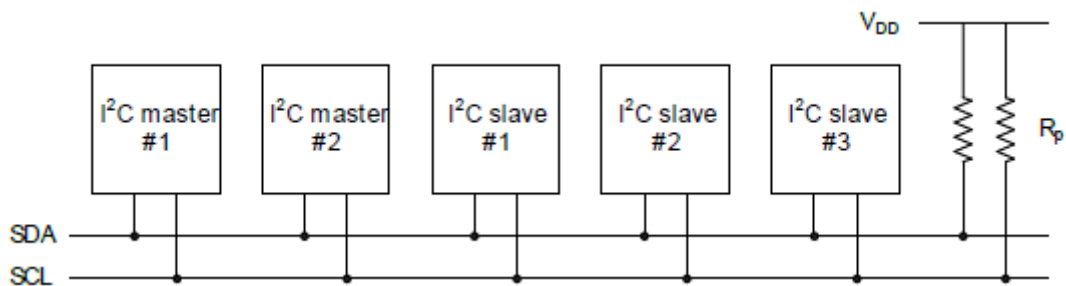 V_DD
I²C master
#1
I²C master
#2
I²C slave
#1
I²C slave
#2
I²C slave
#3
R_p
SDA
SCL